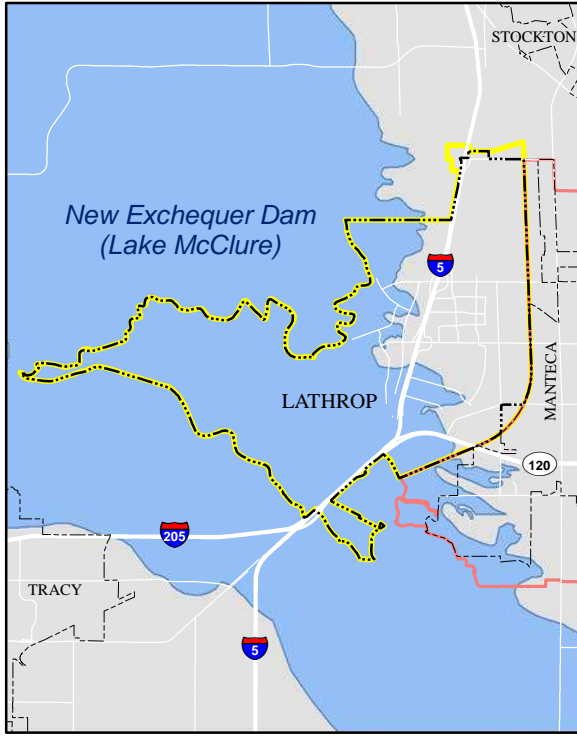 STOCKTON
New Exchequer Dam
(Lake McClure)
5
MANTECA
LATHROP
120
205
TRACY
5